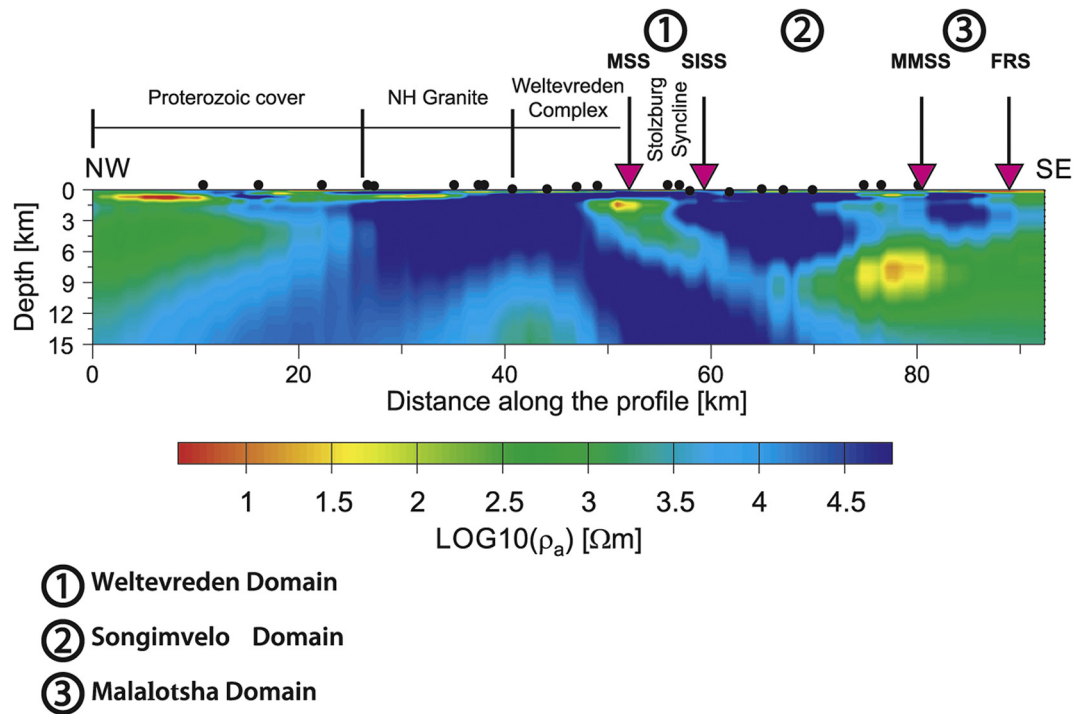 ① ② ③
MSS SISS MMSS FRS
Proterozoic cover NH Granite Weltevreden Complex Stolzburg Syncline
NW SE
Depth [km]
0
3
6
9
12
15
0 20 40 60 80
Distance along the profile [km]
1 1.5 2 2.5 3 3.5 4 4.5
LOG10(ρa) [Ωm]
① Weltevreden Domain
② Songimvelo Domain
③ Malalotsha Domain